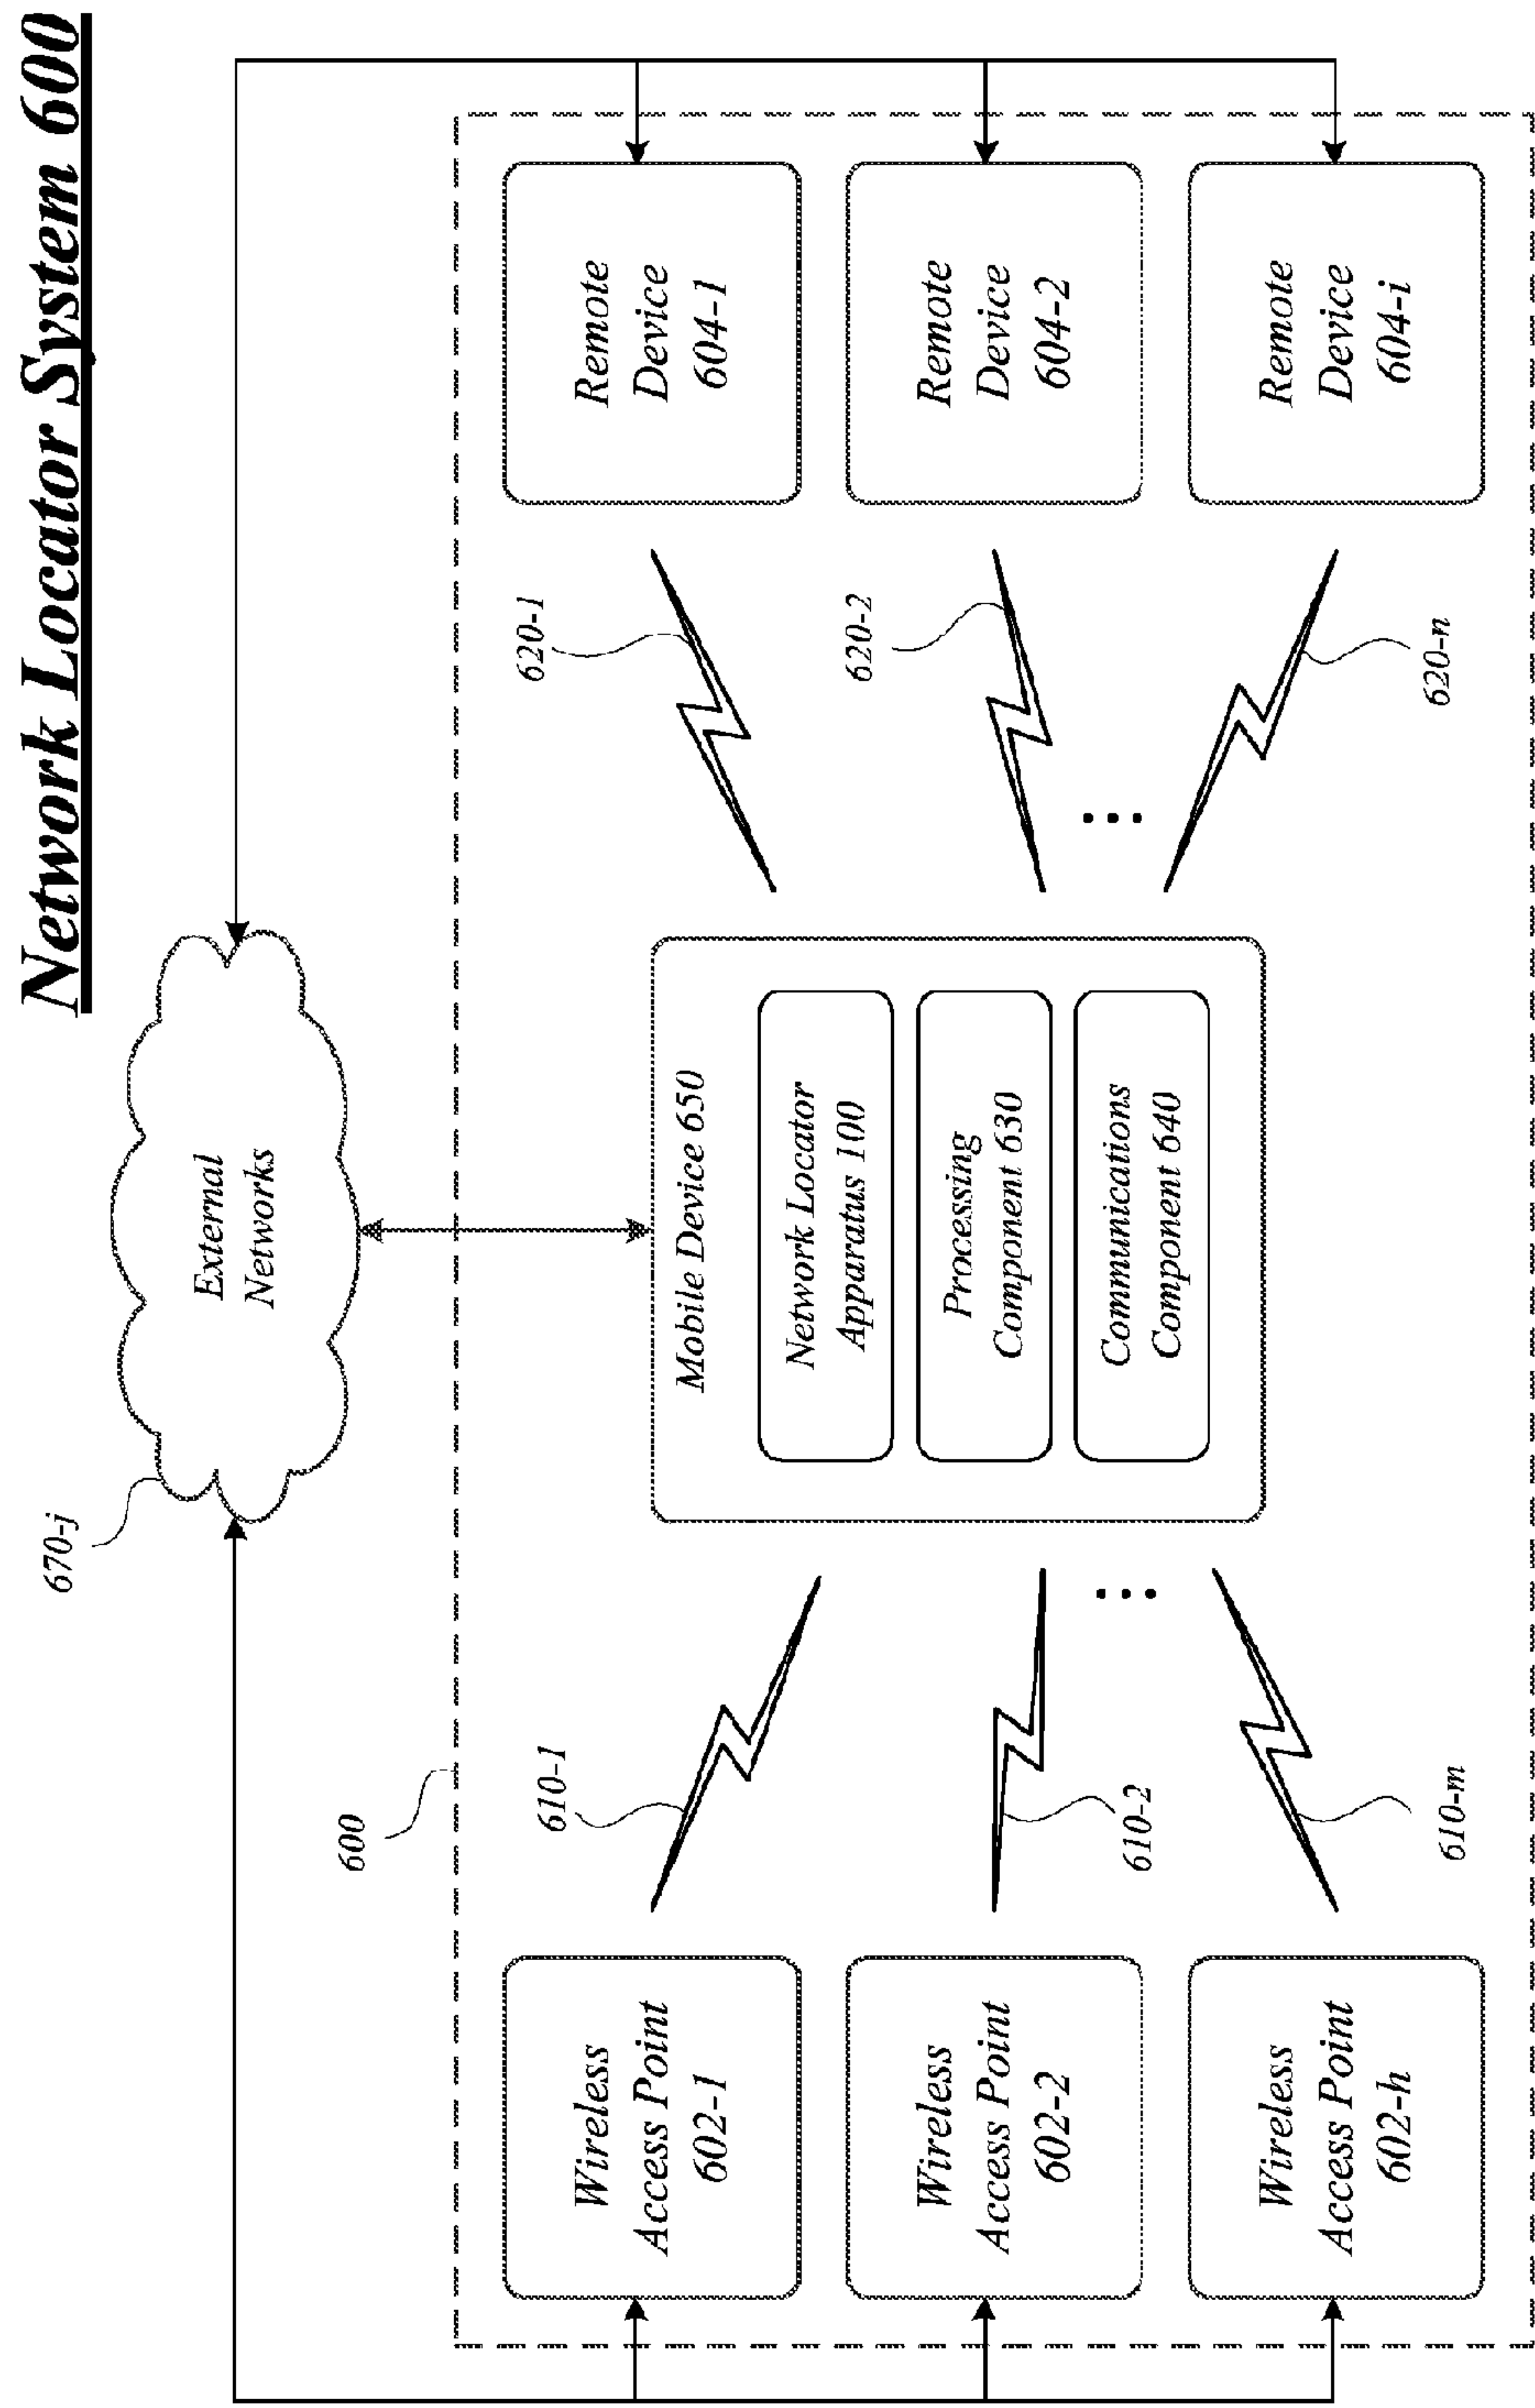 Network Locator System 600
670-j
External
Networks
600
Wireless
Access Point
602-1
610-1
Mobile Device 650
Network Locator
Apparatus 100
Processing
Component 630
Communications
Component 640
620-1
Remote
Device
604-1
Wireless
Access Point
602-2
610-2
...
...
620-2
Remote
Device
604-2
Wireless
Access Point
602-h
610-m
620-n
Remote
Device
604-i